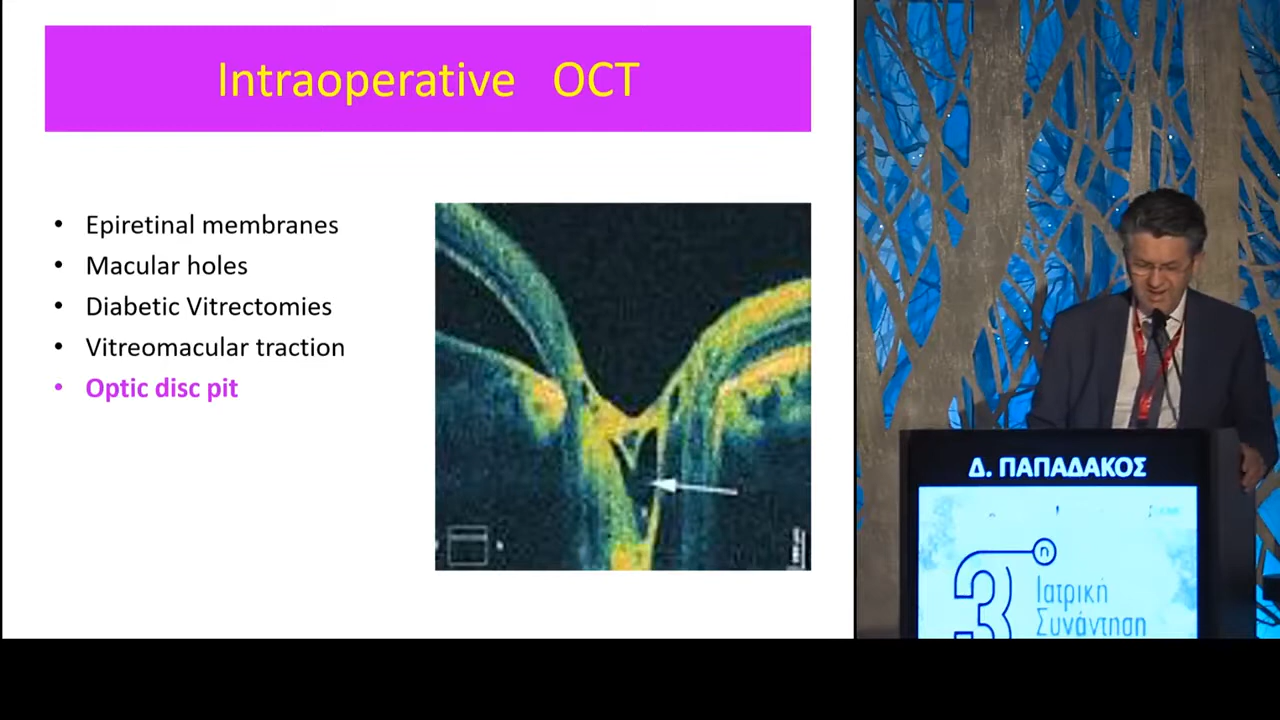 Intraoperative OCT
• Epiretinal membranes
• Macular holes
• Diabetic Vitrectomies
• Vitreomacular traction
• Optic disc pit
Δ. ΠΑΠΑΔΑΚΟΣ
3
η
Ιατρική
Συνάντηση